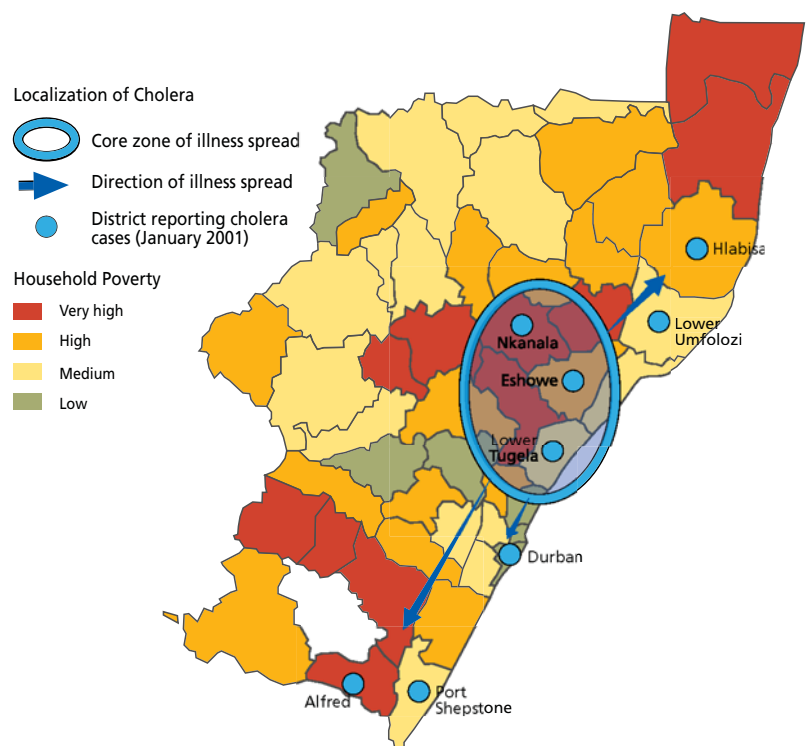 Localization of Cholera
Core zone of illness spread
Direction of illness spread
District reporting cholera
cases (January 2001)
Household Poverty
Very high
High
Medium
Low
Hlabisa
Lower
Umfolozi
Nkanala
Eshowe
Lower
Tugela
Durban
Alfred
Port
Shepstone